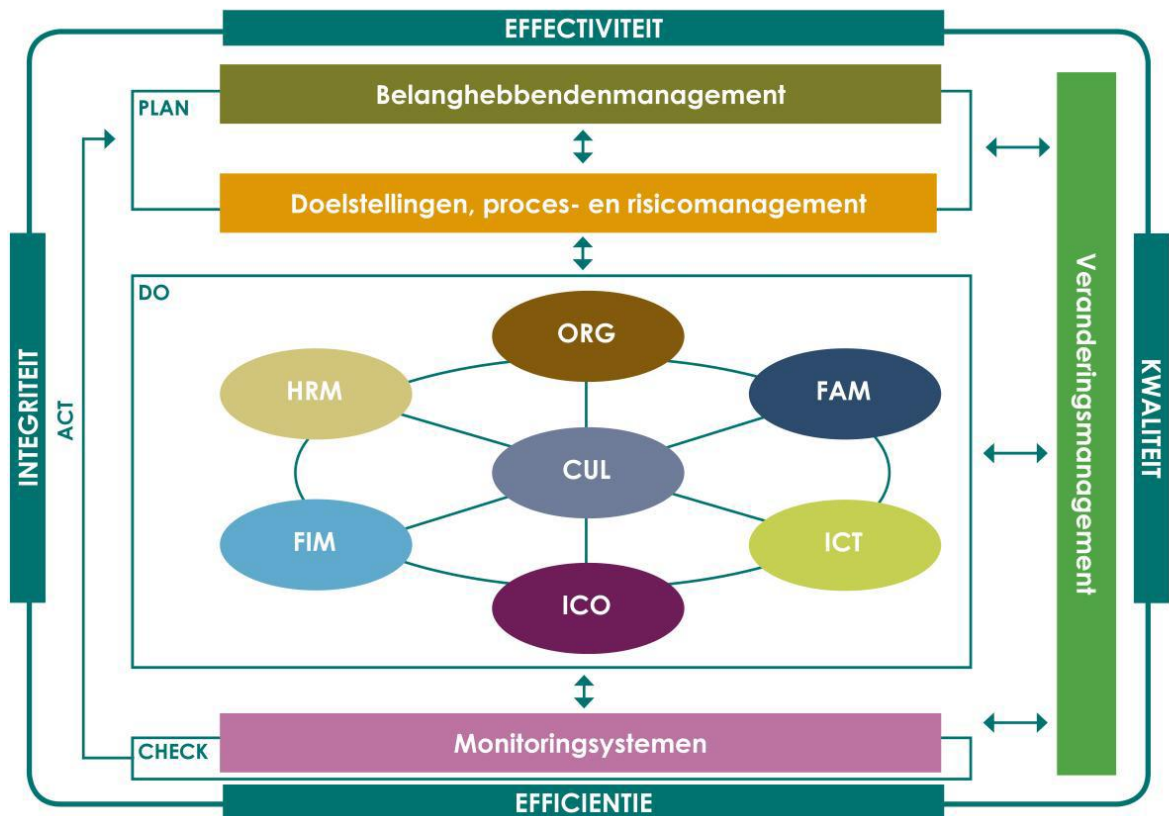 EFFECTIVITEIT
Belanghebbendenmanagement
PLAN
Doelstellingen, proces- en risicomanagement
DO
ORG
HRM
FAM
CUL
FIM
ICT
ICO
Monitoringsystemen
CHECK
EFFICIENTIE
INTEGRITEIT
ACT
Veranderingsmanagement
KWALITEIT